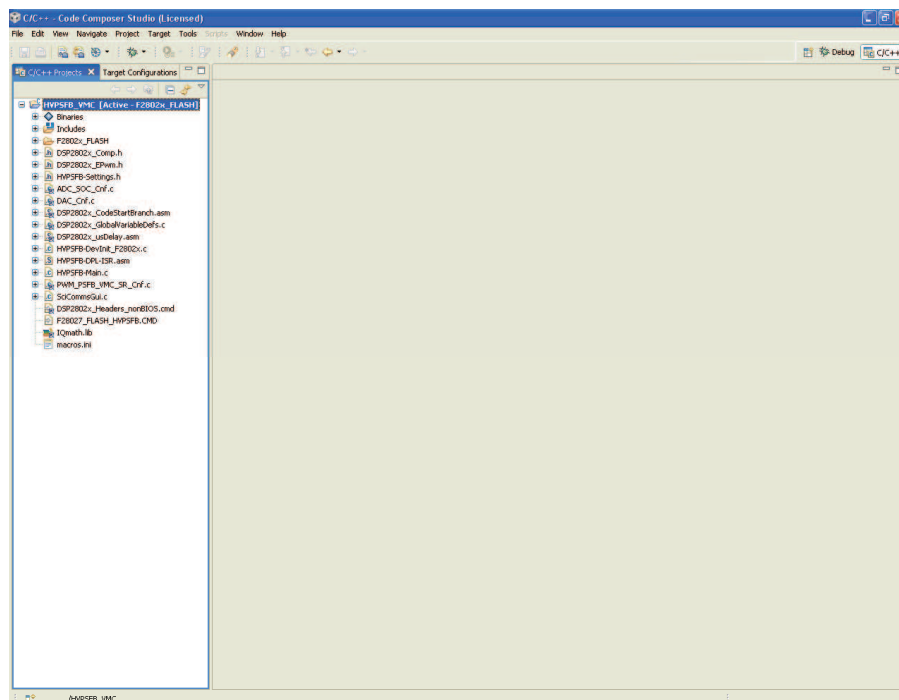 C/C++ - Code Composer Studio (Licensed)
File Edit View Navigate Project Target Tools Scripts Window Help
Debug C/C++
C/C++ Projects Target Configurations
HVPSFB_VMC [Active - F2802x_FLASH]
Binaries
Includes
F2802x_FLASH
DSP2802x_Comp.h
DSP2802x_EPwm.h
HVPSFB-Settings.h
ADC_SOC_Cnf.c
DAC_Cnf.c
DSP2802x_CodeStartBranch.asm
DSP2802x_GlobalVariableDefs.c
DSP2802x_usDelay.asm
HVPSFB-DevInit_F2802x.c
HVPSFB-DPL-ISR.asm
HVPSFB-Main.c
PWM_PSFB_VMC_SR_Cnf.c
SciCommsGui.c
DSP2802x_Headers_nonBIOS.cmd
F28027_FLASH_HVPSFB.CMD
IQmath.lib
macros.ini
/HVPSFB_VMC